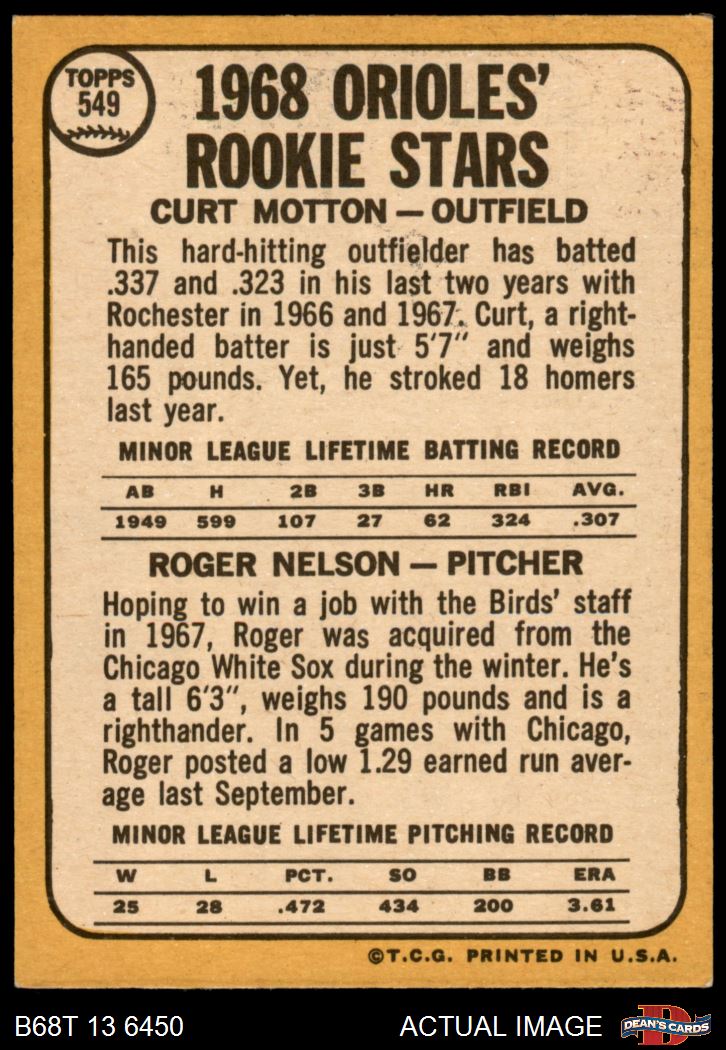 TOPPS
549
1968 ORIOLES'
ROOKIE STARS
CURT MOTTON — OUTFIELD
This hard-hitting outfielder has batted
.337 and .323 in his last two years with
Rochester in 1966 and 1967. Curt, a right-
handed batter is just 5'7" and weighs
165 pounds. Yet, he stroked 18 homers
last year.
MINOR LEAGUE LIFETIME BATTING RECORD
AB H 2B 3B HR RBI AVG.
1949 599 107 27 62 324 .307
ROGER NELSON — PITCHER
Hoping to win a job with the Birds' staff
in 1967, Roger was acquired from the
Chicago White Sox during the winter. He's
a tall 6'3", weighs 190 pounds and is a
righthander. In 5 games with Chicago,
Roger posted a low 1.29 earned run aver-
age last September.
MINOR LEAGUE LIFETIME PITCHING RECORD
W L PCT. SO BB ERA
25 28 .472 434 200 3.61
©T.C.G. PRINTED IN U.S.A.
B68T 13 6450
ACTUAL IMAGE
D
DEAN'S CARDS